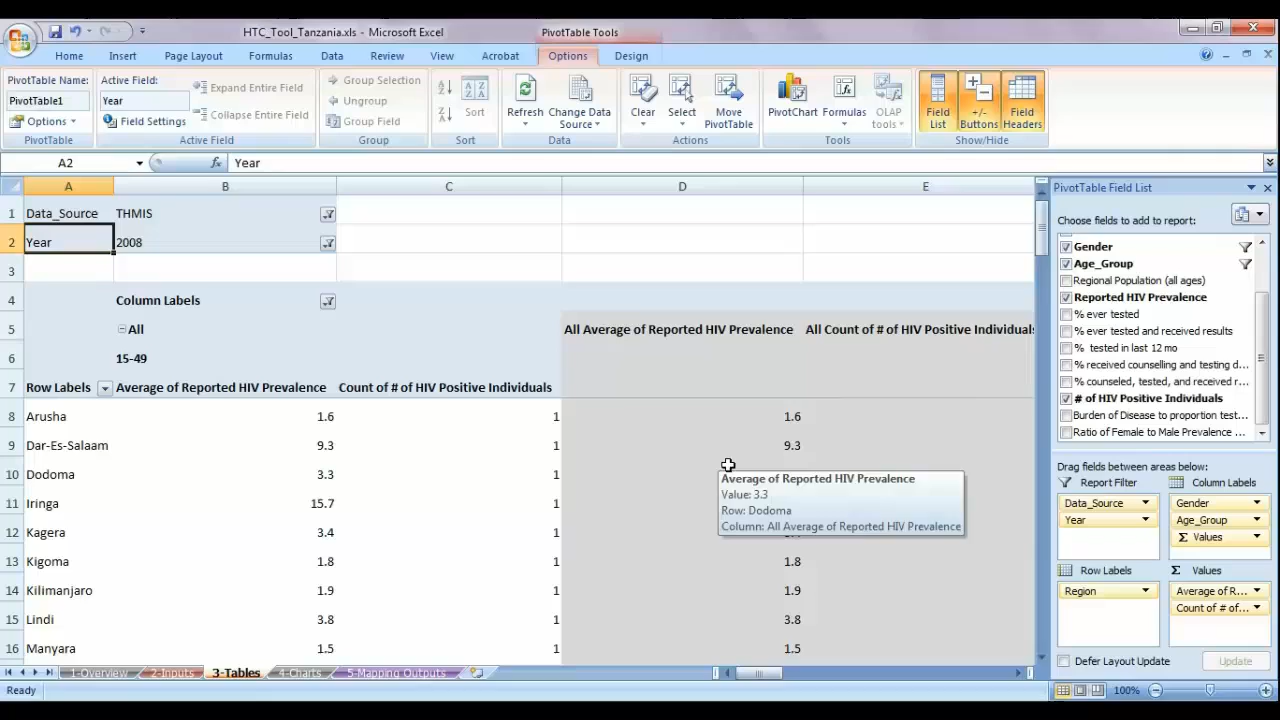 HTC_Tool_Tanzania.xls - Microsoft Excel
PivotTable Tools
Home Insert Page Layout Formulas Data Review View Acrobat Options Design
PivotTable Name:
PivotTable1
Options
PivotTable
Active Field:
Year
Field Settings
Expand Entire Field
Collapse Entire Field
Active Field
Group Selection
Ungroup
Group Field
Group
Sort
Sort
Refresh
Change Data Source
Data
Clear
Select
Move PivotTable
Actions
PivotChart
Formulas
OLAP tools
Tools
Field List
+/- Buttons
Field Headers
Show/Hide
A2 fx Year
A B C D E
1 Data_Source THMIS
2 Year 2008
3
4 Column Labels
5 All All Average of Reported HIV Prevalence All Count of # of HIV Positive Individuals
6 15-49
7 Row Labels Average of Reported HIV Prevalence Count of # of HIV Positive Individuals
8 Arusha 1.6 1 1.6
9 Dar-Es-Salaam 9.3 1 9.3
10 Dodoma 3.3 1
11 Iringa 15.7 1
12 Kagera 3.4 1
13 Kigoma 1.8 1 1.8
14 Kilimanjaro 1.9 1 1.9
15 Lindi 3.8 1 3.8
16 Manyara 1.5 1 1.5
Average of Reported HIV Prevalence
Value: 3.3
Row: Dodoma
Column: All Average of Reported HIV Prevalence
PivotTable Field List
Choose fields to add to report:
Gender
Age_Group
Regional Population (all ages)
Reported HIV Prevalence
% ever tested
% ever tested and received results
% tested in last 12 mo
% received counselling and testing d...
% counseled, tested, and received r...
# of HIV Positive Individuals
Burden of Disease to proportion test...
Ratio of Female to Male Prevalence
Drag fields between areas below:
Report Filter
Data_Source
Year
Column Labels
Gender
Age_Group
Σ Values
Row Labels
Region
Σ Values
Average of R...
Count of # of...
Defer Layout Update
Update
1-Overview 2-Inputs 3-Tables 4-Charts 5-Mapping Outputs
Ready
100%